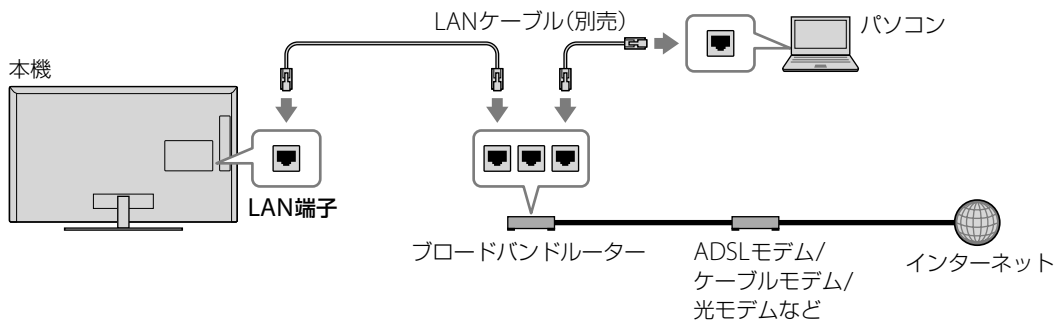 LANケーブル（別売）
パソコン
本機
LAN端子
ブロードバンドルーター
ADSLモデム/
ケーブルモデム/
光モデムなど
インターネット